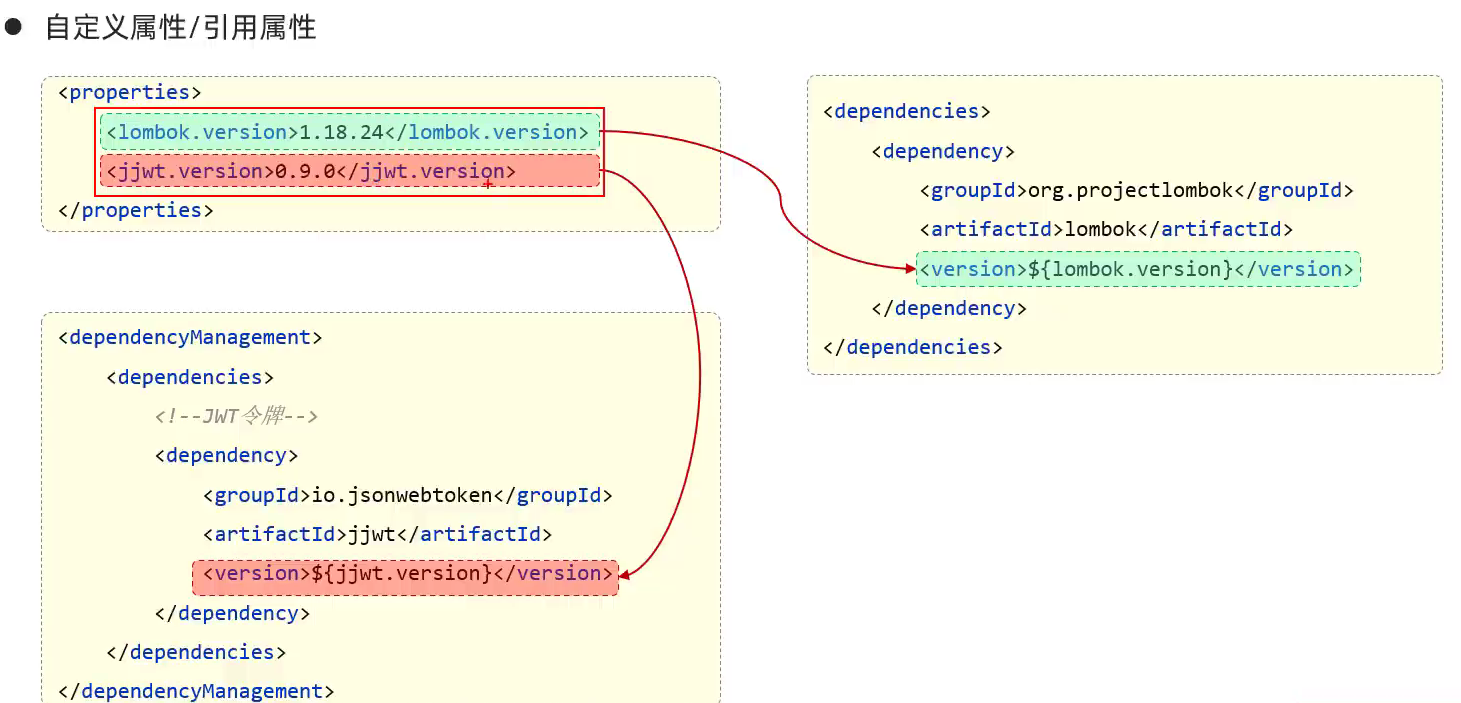 ● 自定义属性/引用属性
<properties>
<lombok.version>1.18.24</lombok.version>
<jjwt.version>0.9.0</jjwt.version>
</properties>
<dependencyManagement>
<dependencies>
<!--JWT令牌-->
<dependency>
<groupId>io.jsonwebtoken</groupId>
<artifactId>jjwt</artifactId>
<version>${jjwt.version}</version>
</dependency>
</dependencies>
</dependencyManagement>
<dependencies>
<dependency>
<groupId>org.projectlombok</groupId>
<artifactId>lombok</artifactId>
<version>${lombok.version}</version>
</dependency>
</dependencies>